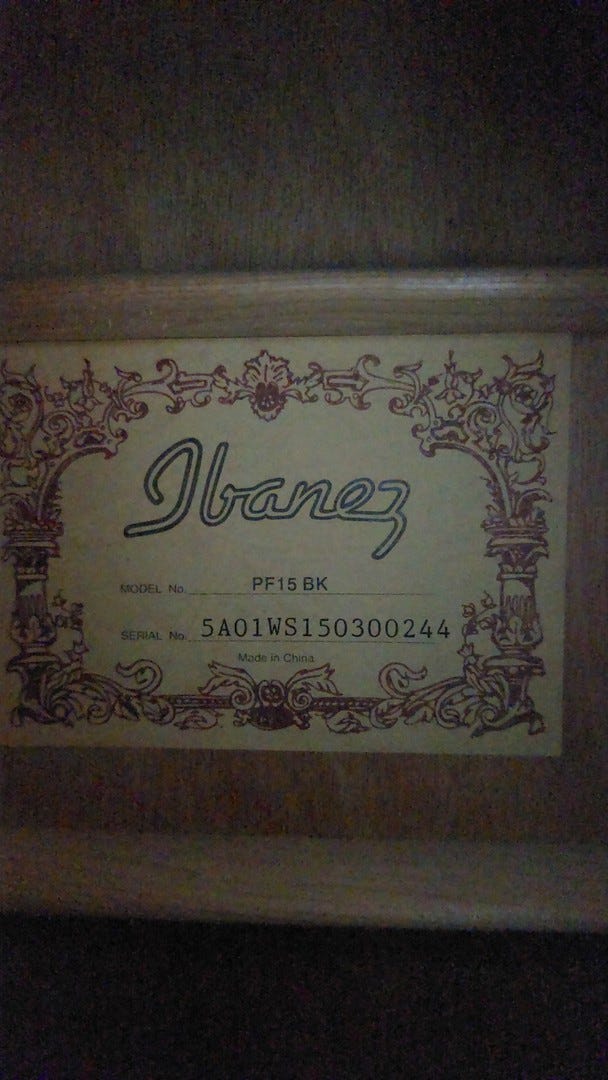 Ibanez
MODEL No. PF15 BK
SERIAL No. 5A01WS150300244
Made in China